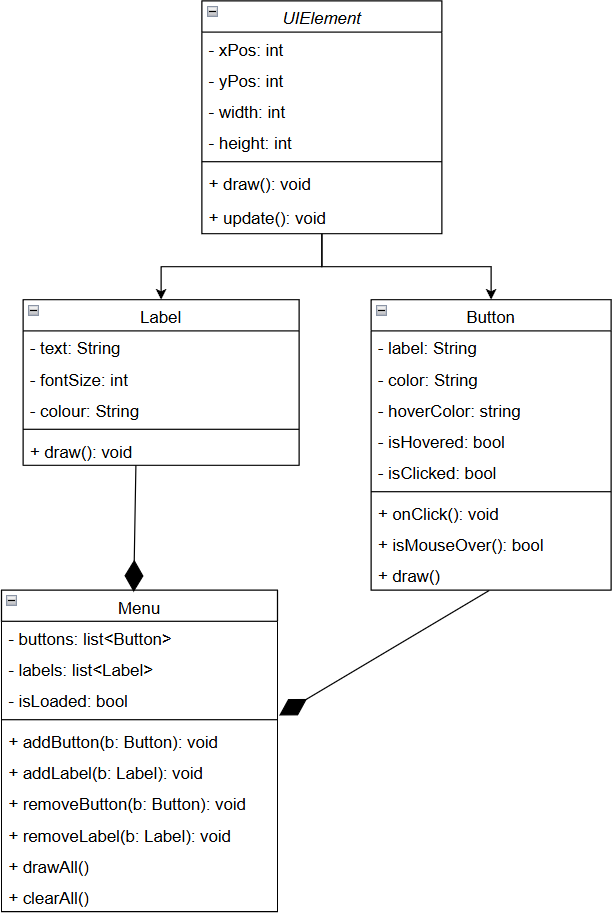 UIElement
- xPos: int
- yPos: int
- width: int
- height: int
+ draw(): void
+ update(): void
Label
- text: String
- fontSize: int
- colour: String
+ draw(): void
Button
- label: String
- color: String
- hoverColor: string
- isHovered: bool
- isClicked: bool
+ onClick(): void
+ isMouseOver(): bool
+ draw()
Menu
- buttons: list<Button>
- labels: list<Label>
- isLoaded: bool
+ addButton(b: Button): void
+ addLabel(b: Label): void
+ removeButton(b: Button): void
+ removeLabel(b: Label): void
+ drawAll()
+ clearAll()